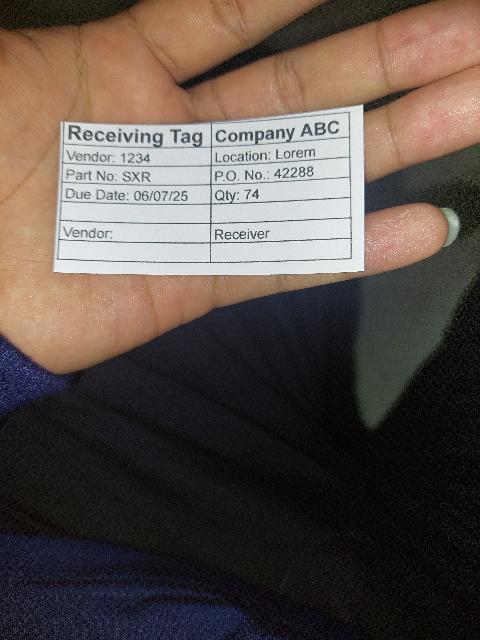 Receiving Tag Company ABC
Vendor: 1234 Location: Lorem
Part No: SXR P.O. No.: 42288
Due Date: 06/07/25 Qty: 74
Vendor: Receiver